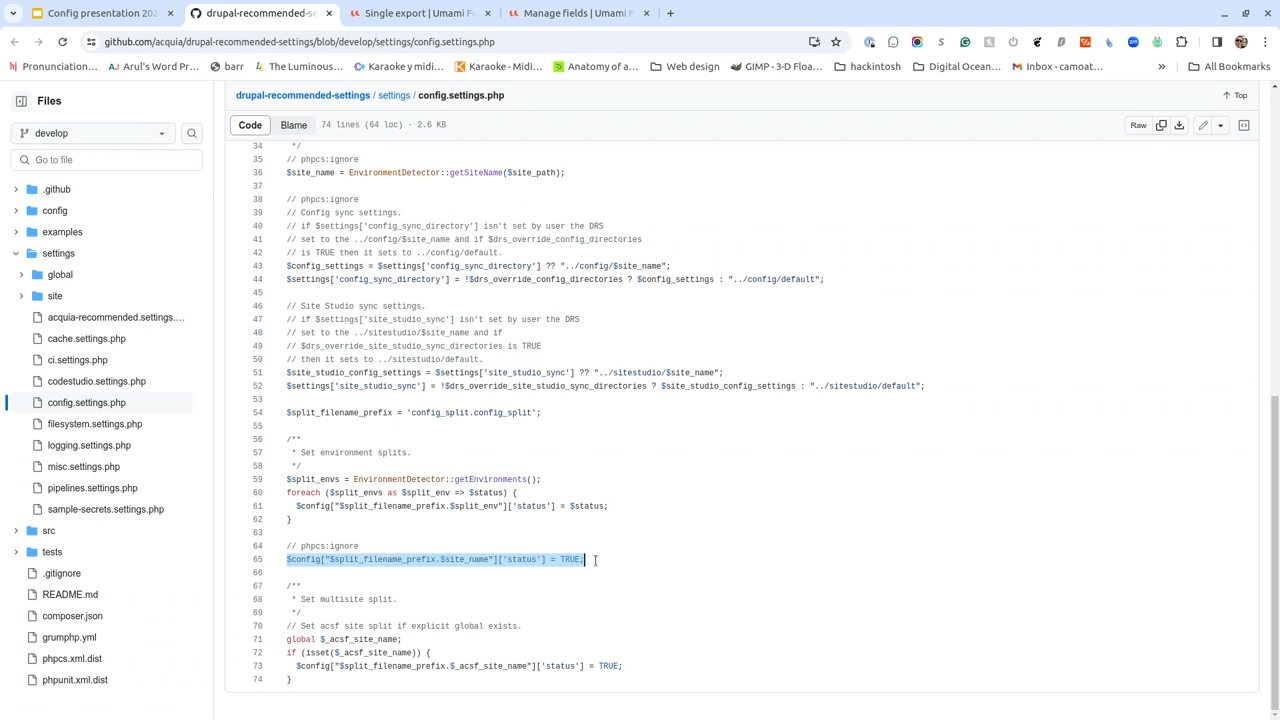 Config presentation 202
drupal-recommended-se
Single export | Umami F
Manage fields | Umami F
github.com/acquia/drupal-recommended-settings/blob/develop/settings/config.settings.php
Pronunciation...
Arul's Word Pr...
barr
The Luminous...
Karaoke y midi...
Karaoke - Midi...
Anatomy of a...
Web design
GIMP - 3-D Floa...
hackintosh
Digital Ocean...
Inbox - camoat...
»
All Bookmarks
Files
drupal-recommended-settings / settings / config.settings.php
Top
develop
Code
Blame
74 lines (64 loc) · 2.6 KB
Raw
Go to file
.github
config
examples
settings
global
site
acquia-recommended.settings....
cache.settings.php
ci.settings.php
codestudio.settings.php
config.settings.php
filesystem.settings.php
logging.settings.php
misc.settings.php
pipelines.settings.php
sample-secrets.settings.php
src
tests
.gitignore
README.md
composer.json
grumphp.yml
phpcs.xml.dist
phpunit.xml.dist
34 */
35 // phpcs:ignore
36 $site_name = EnvironmentDetector::getSiteName($site_path);
37
38 // phpcs:ignore
39 // Config sync settings.
40 // if $settings['config_sync_directory'] isn't set by user the DRS
41 // set to the ../config/$site_name and if $drs_override_config_directories
42 // is TRUE then it sets to ../config/default.
43 $config_settings = $settings['config_sync_directory'] ?? "../config/$site_name";
44 $settings['config_sync_directory'] = !$drs_override_config_directories ? $config_settings : "../config/default";
45
46 // Site Studio sync settings.
47 // if $settings['site_studio_sync'] isn't set by user the DRS
48 // set to the ../sitestudio/$site_name and if
49 // $drs_override_site_studio_sync_directories is TRUE
50 // then it sets to ../sitestudio/default.
51 $site_studio_config_settings = $settings['site_studio_sync'] ?? "../sitestudio/$site_name";
52 $settings['site_studio_sync'] = !$drs_override_site_studio_sync_directories ? $site_studio_config_settings : "../sitestudio/default";
53
54 $split_filename_prefix = 'config_split.config_split';
55
56 /**
57 * Set environment splits.
58 */
59 $split_envs = EnvironmentDetector::getEnvironments();
60 foreach ($split_envs as $split_env => $status) {
61 $config["$split_filename_prefix.$split_env"]['status'] = $status;
62 }
63
64 // phpcs:ignore
65 $config["$split_filename_prefix.$site_name"]['status'] = TRUE;
66
67 /**
68 * Set multisite split.
69 */
70 // Set acsf site split if explicit global exists.
71 global $_acsf_site_name;
72 if (isset($_acsf_site_name)) {
73 $config["$split_filename_prefix.$_acsf_site_name"]['status'] = TRUE;
74 }